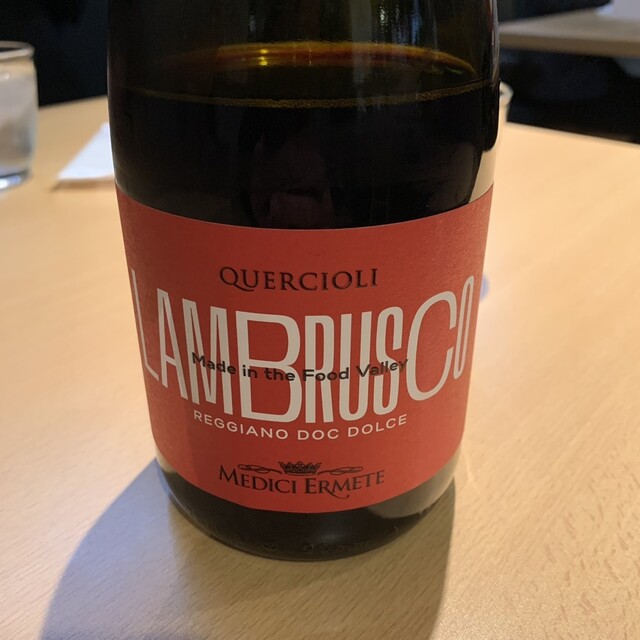 QUERCIOLI
LAMBRUSCO
Made in the Food Valley
REGGIANO DOC DOLCE
MEDICI ERMETE